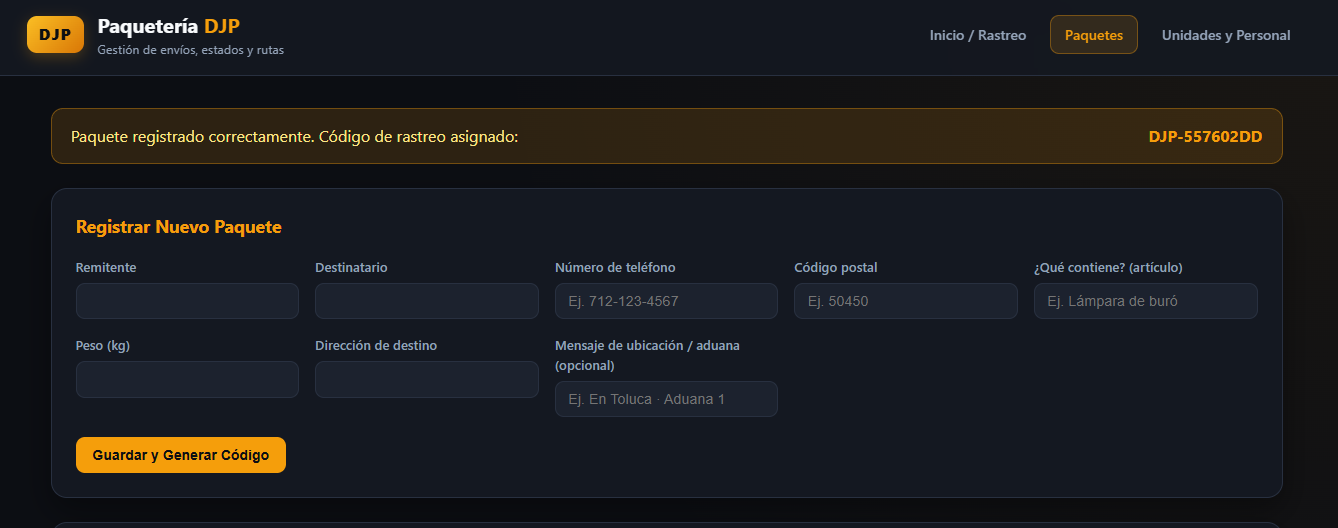 DJP
Paquetería DJP
Gestión de envíos, estados y rutas
Inicio / Rastreo
Paquetes
Unidades y Personal
Paquete registrado correctamente. Código de rastreo asignado:
DJP-557602DD
Registrar Nuevo Paquete
Remitente
Destinatario
Número de teléfono
Código postal
¿Qué contiene? (artículo)
Ej. 712-123-4567
Ej. 50450
Ej. Lámpara de buró
Peso (kg)
Dirección de destino
Mensaje de ubicación / aduana
(opcional)
Ej. En Toluca · Aduana 1
Guardar y Generar Código